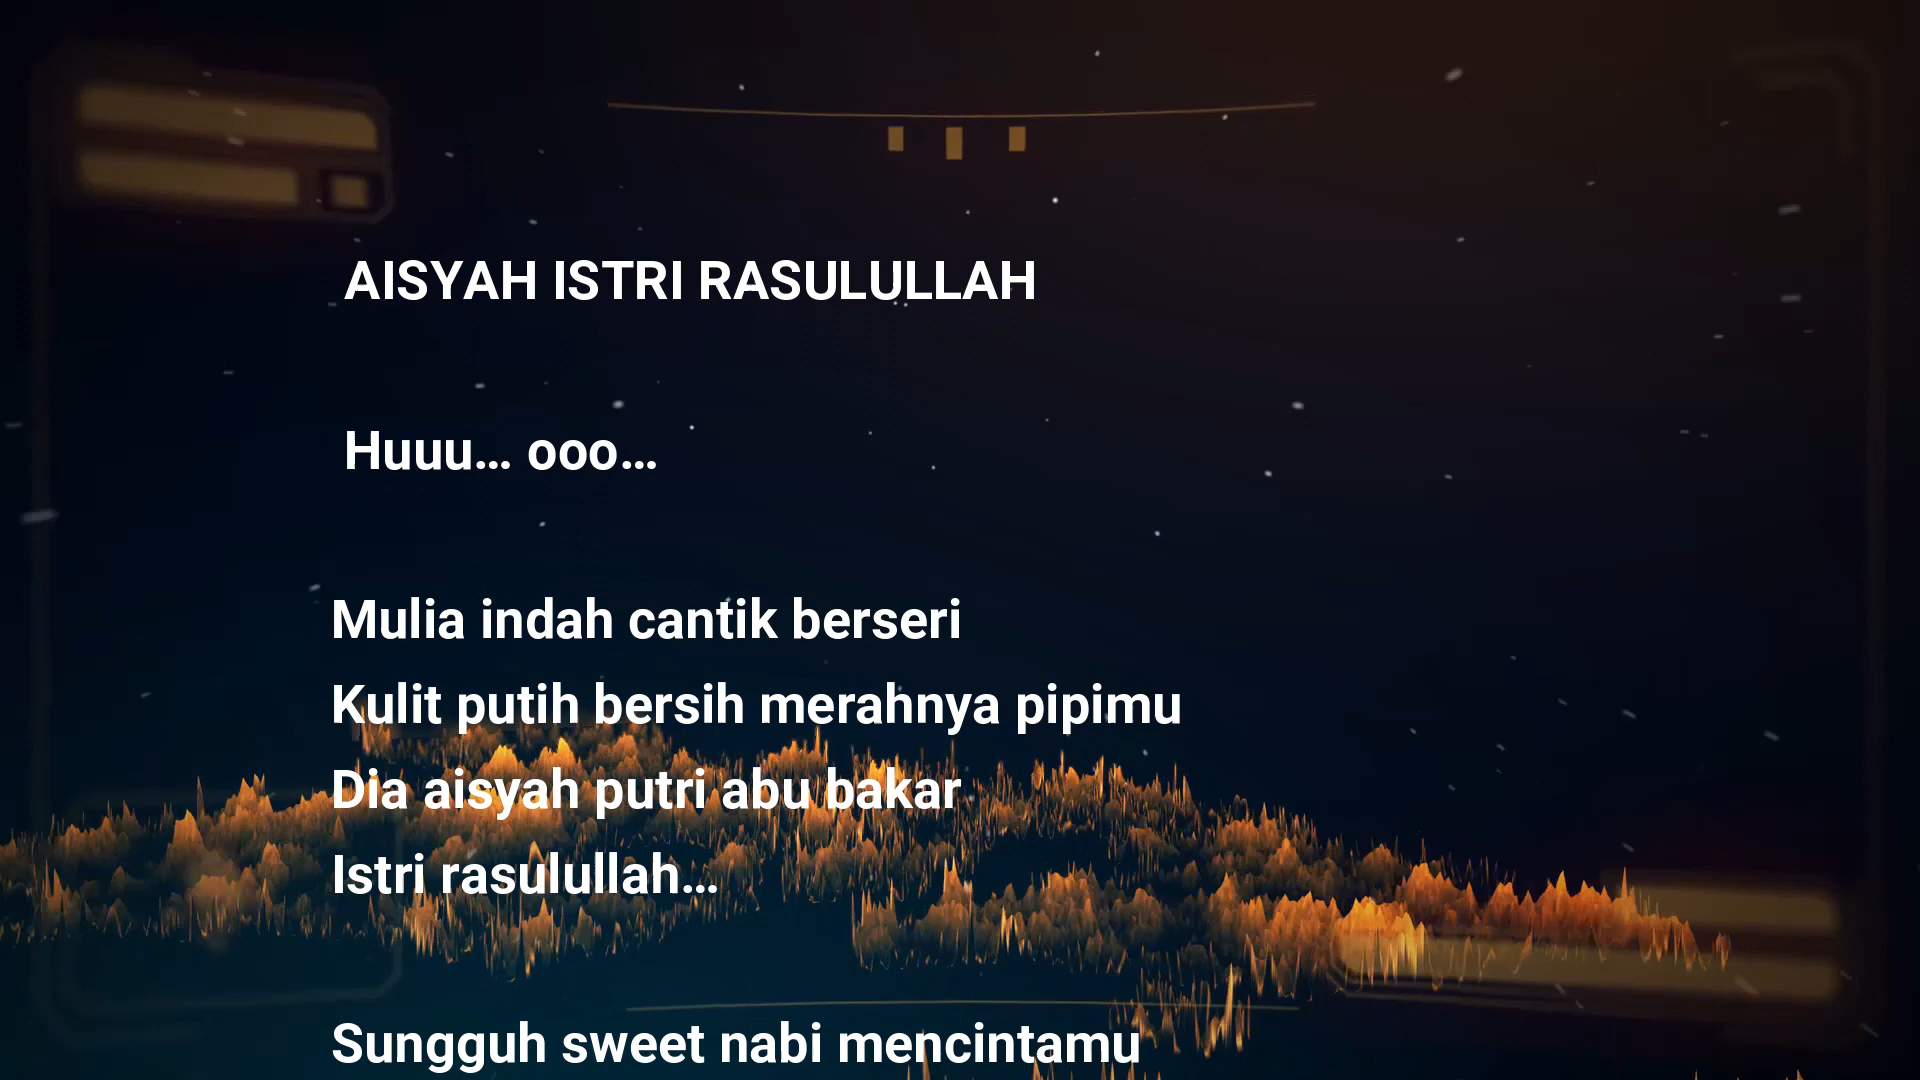 AISYAH ISTRI RASULULLAH
Huuu... ooo...
Mulia indah cantik berseri
Kulit putih bersih merahnya pipimu
Dia aisyah putri abu bakar
Istri rasulullah...
Sungguh sweet nabi mencintamu